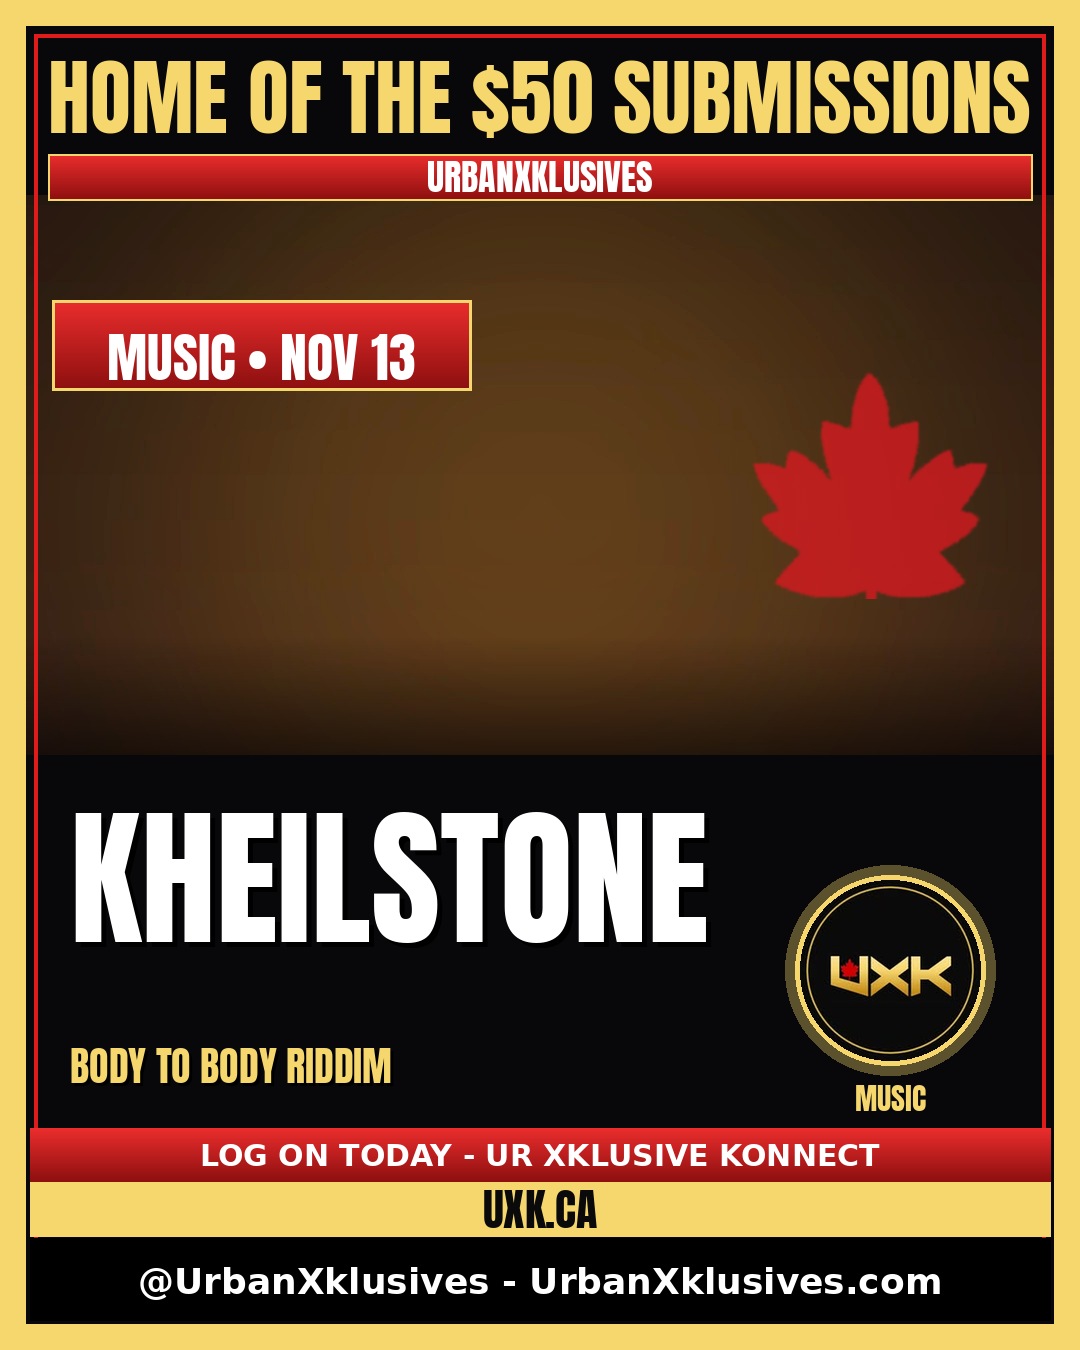 HOME OF THE $50 SUBMISSIONS
URBANXKLUSIVES
MUSIC • NOV 13
KHEILSTONE
UXK
BODY TO BODY RIDDIM
MUSIC
LOG ON TODAY - UR XKLUSIVE KONNECT
UXK.CA
@UrbanXklusives - UrbanXklusives.com